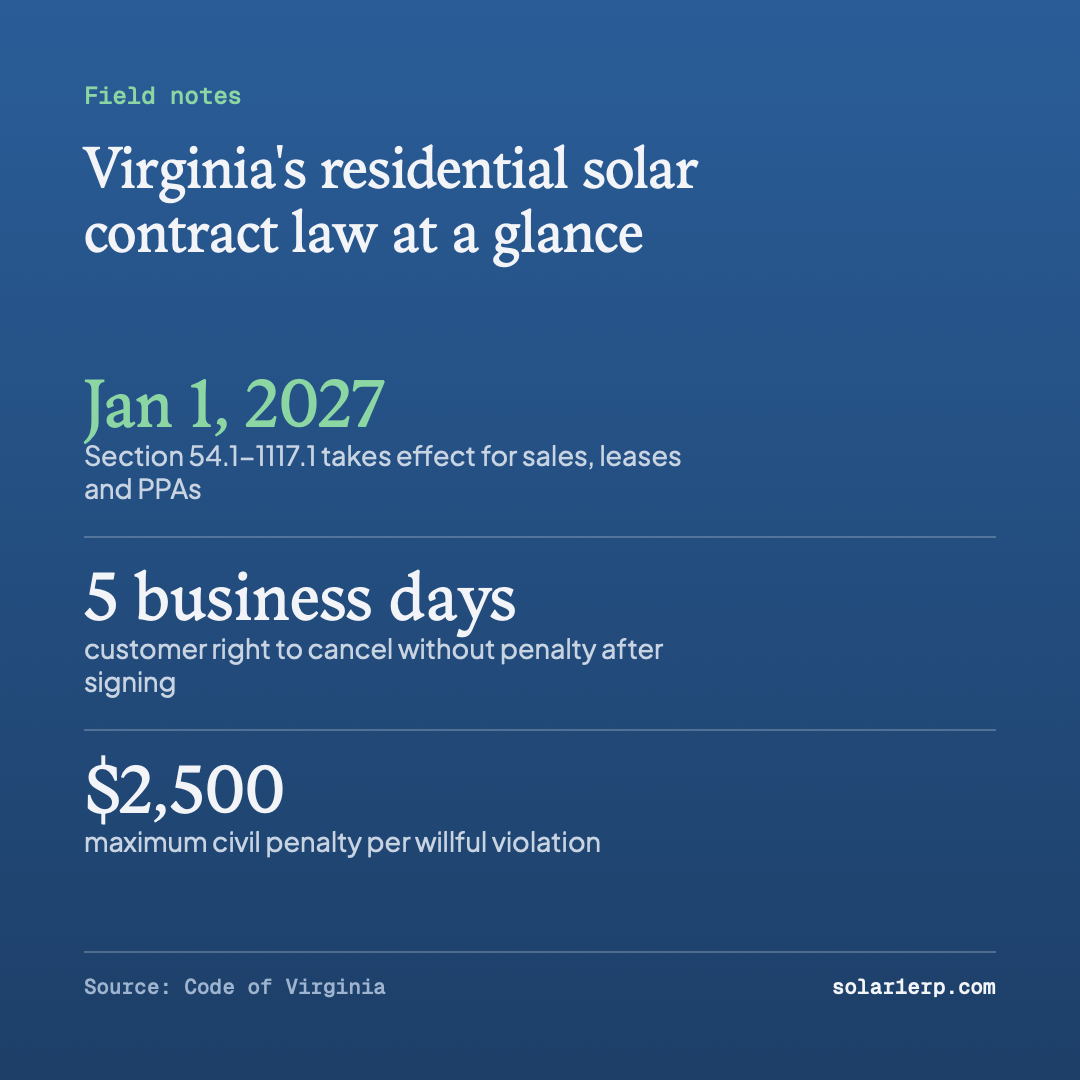 Field notes
Virginia's residential solar
contract law at a glance
Jan 1, 2027
Section 54.1–1117.1 takes effect for sales, leases
and PPAs
5 business days
customer right to cancel without penalty after
signing
$2,500
maximum civil penalty per willful violation
Source: Code of Virginia
solar1erp.com